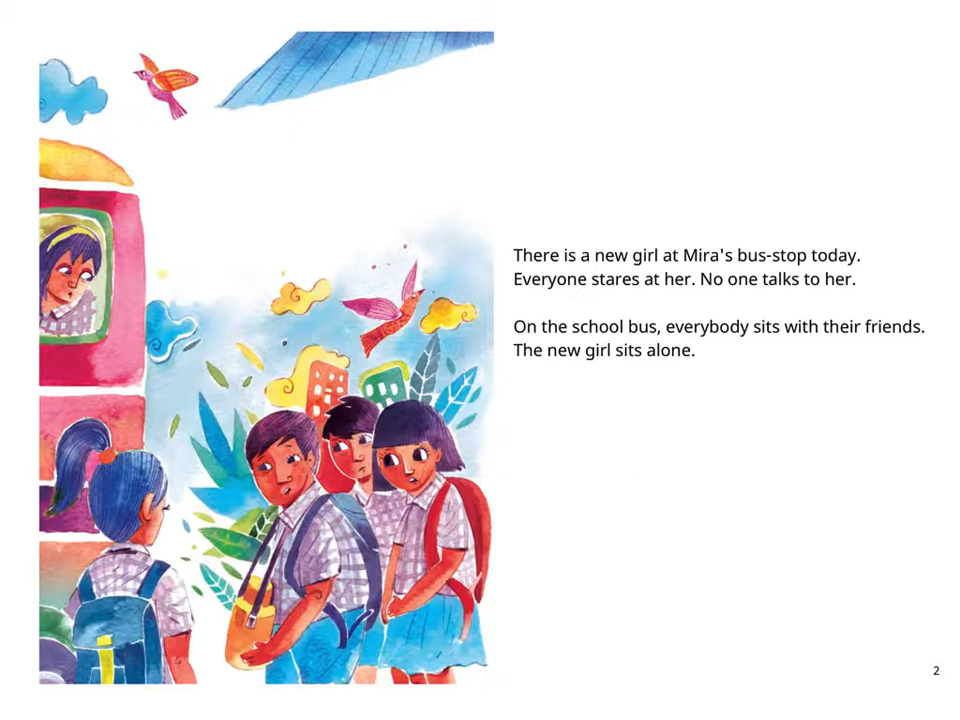 There is a new girl at Mira's bus-stop today.
Everyone stares at her. No one talks to her.
On the school bus, everybody sits with their friends.
The new girl sits alone.
2